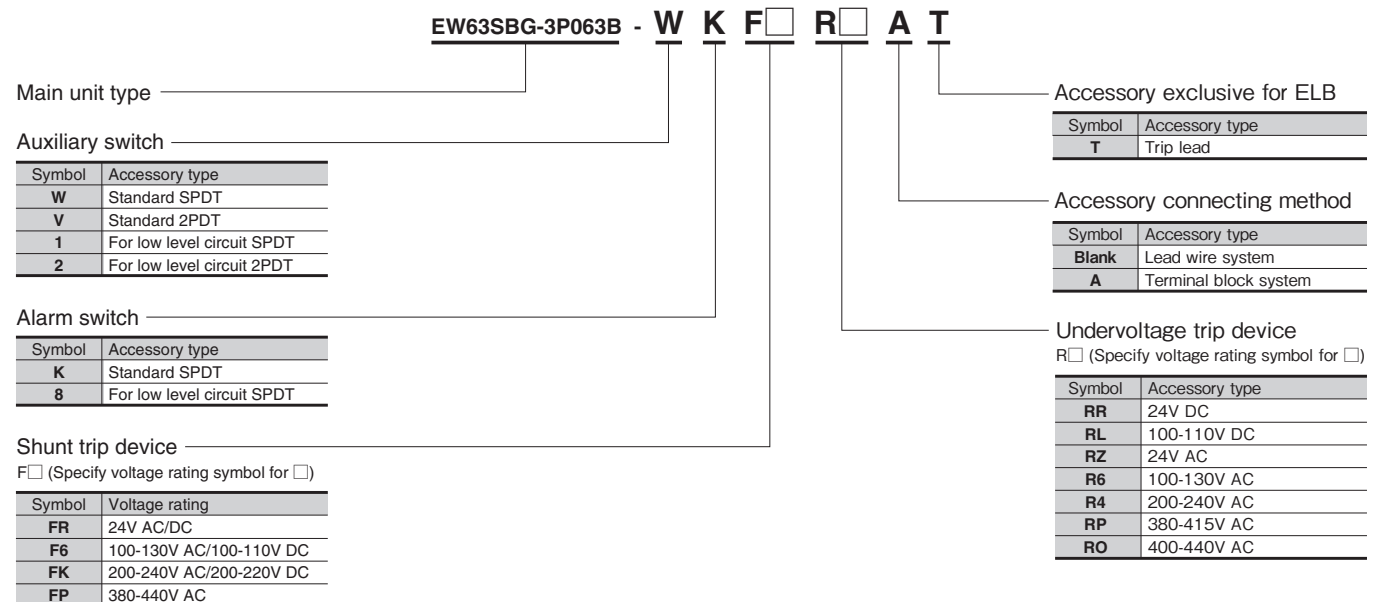 EW63SBG-3P063B - W K F□ R□ A T
Main unit type
Auxiliary switch
Symbol Accessory type
W Standard SPDT
V Standard 2PDT
1 For low level circuit SPDT
2 For low level circuit 2PDT
Alarm switch
Symbol Accessory type
K Standard SPDT
8 For low level circuit SPDT
Shunt trip device
F□ (Specify voltage rating symbol for □)
Symbol Voltage rating
FR 24V AC/DC
F6 100-130V AC/100-110V DC
FK 200-240V AC/200-220V DC
FP 380-440V AC
Accessory exclusive for ELB
Symbol Accessory type
T Trip lead
Accessory connecting method
Symbol Accessory type
Blank Lead wire system
A Terminal block system
Undervoltage trip device
R□ (Specify voltage rating symbol for □)
Symbol Accessory type
RR 24V DC
RL 100-110V DC
RZ 24V AC
R6 100-130V AC
R4 200-240V AC
RP 380-415V AC
RO 400-440V AC